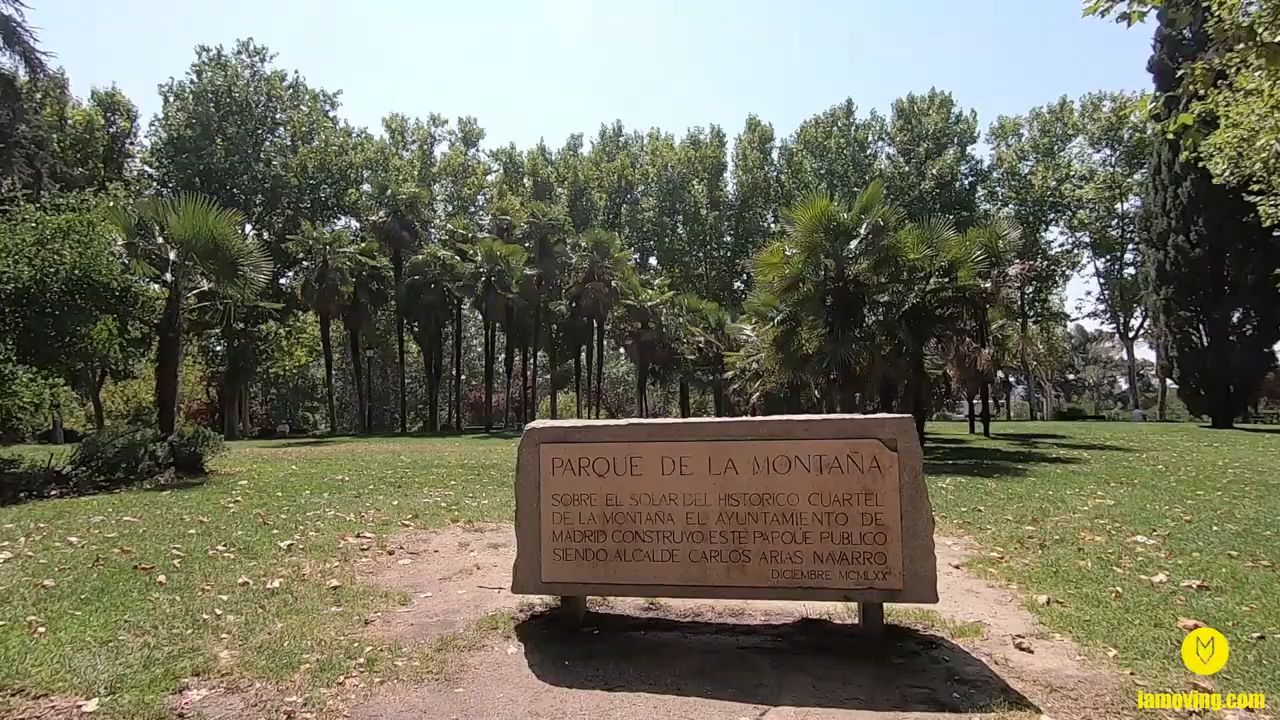 PARQUE DE LA MONTAÑA
SOBRE EL SOLAR DEL HISTORICO CUARTEL
DE LA MONTAÑA EL AYUNTAMIENTO DE
MADRID CONSTRUYO ESTE PARQUE PUBLICO
SIENDO ALCALDE CARLOS ARIAS NAVARRO
DICIEMBRE MCMLXX
lamoving.com